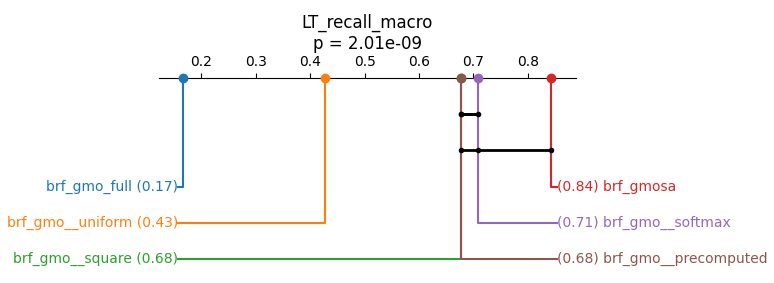 LT_recall_macro
p = 2.01e-09
0.2 0.3 0.4 0.5 0.6 0.7 0.8
brf_gmo_full (0.17) (0.84) brf_gmosa
brf_gmo__uniform (0.43) (0.71) brf_gmo__softmax
brf_gmo__square (0.68) (0.68) brf_gmo__precomputed